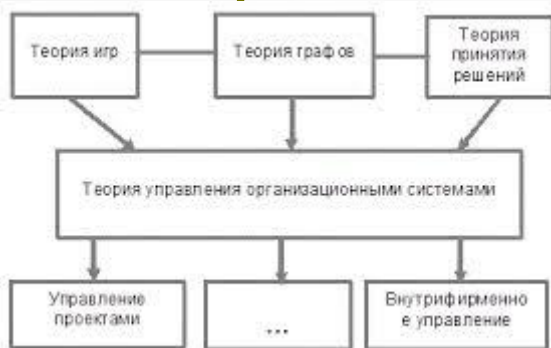 Теория игр
Теория графов
Теория
принятия
решений
Теория управления организационными системами
Управление
проектами
...
Внутрифирменно
е управление